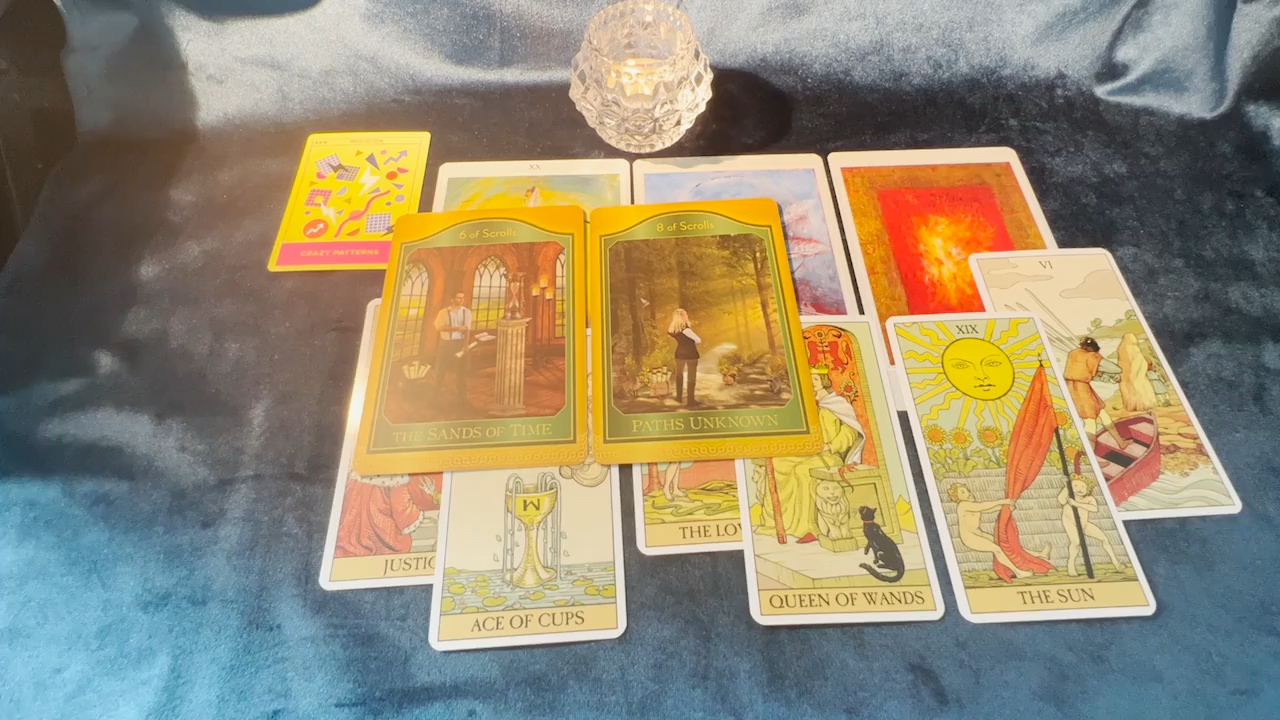 XX
CRAZY PATTERNS
6 of Scrolls
THE SANDS OF TIME
8 of Scrolls
PATHS UNKNOWN
VI
XIX
JUSTIC
ACE OF CUPS
THE LOV
QUEEN OF WANDS
THE SUN